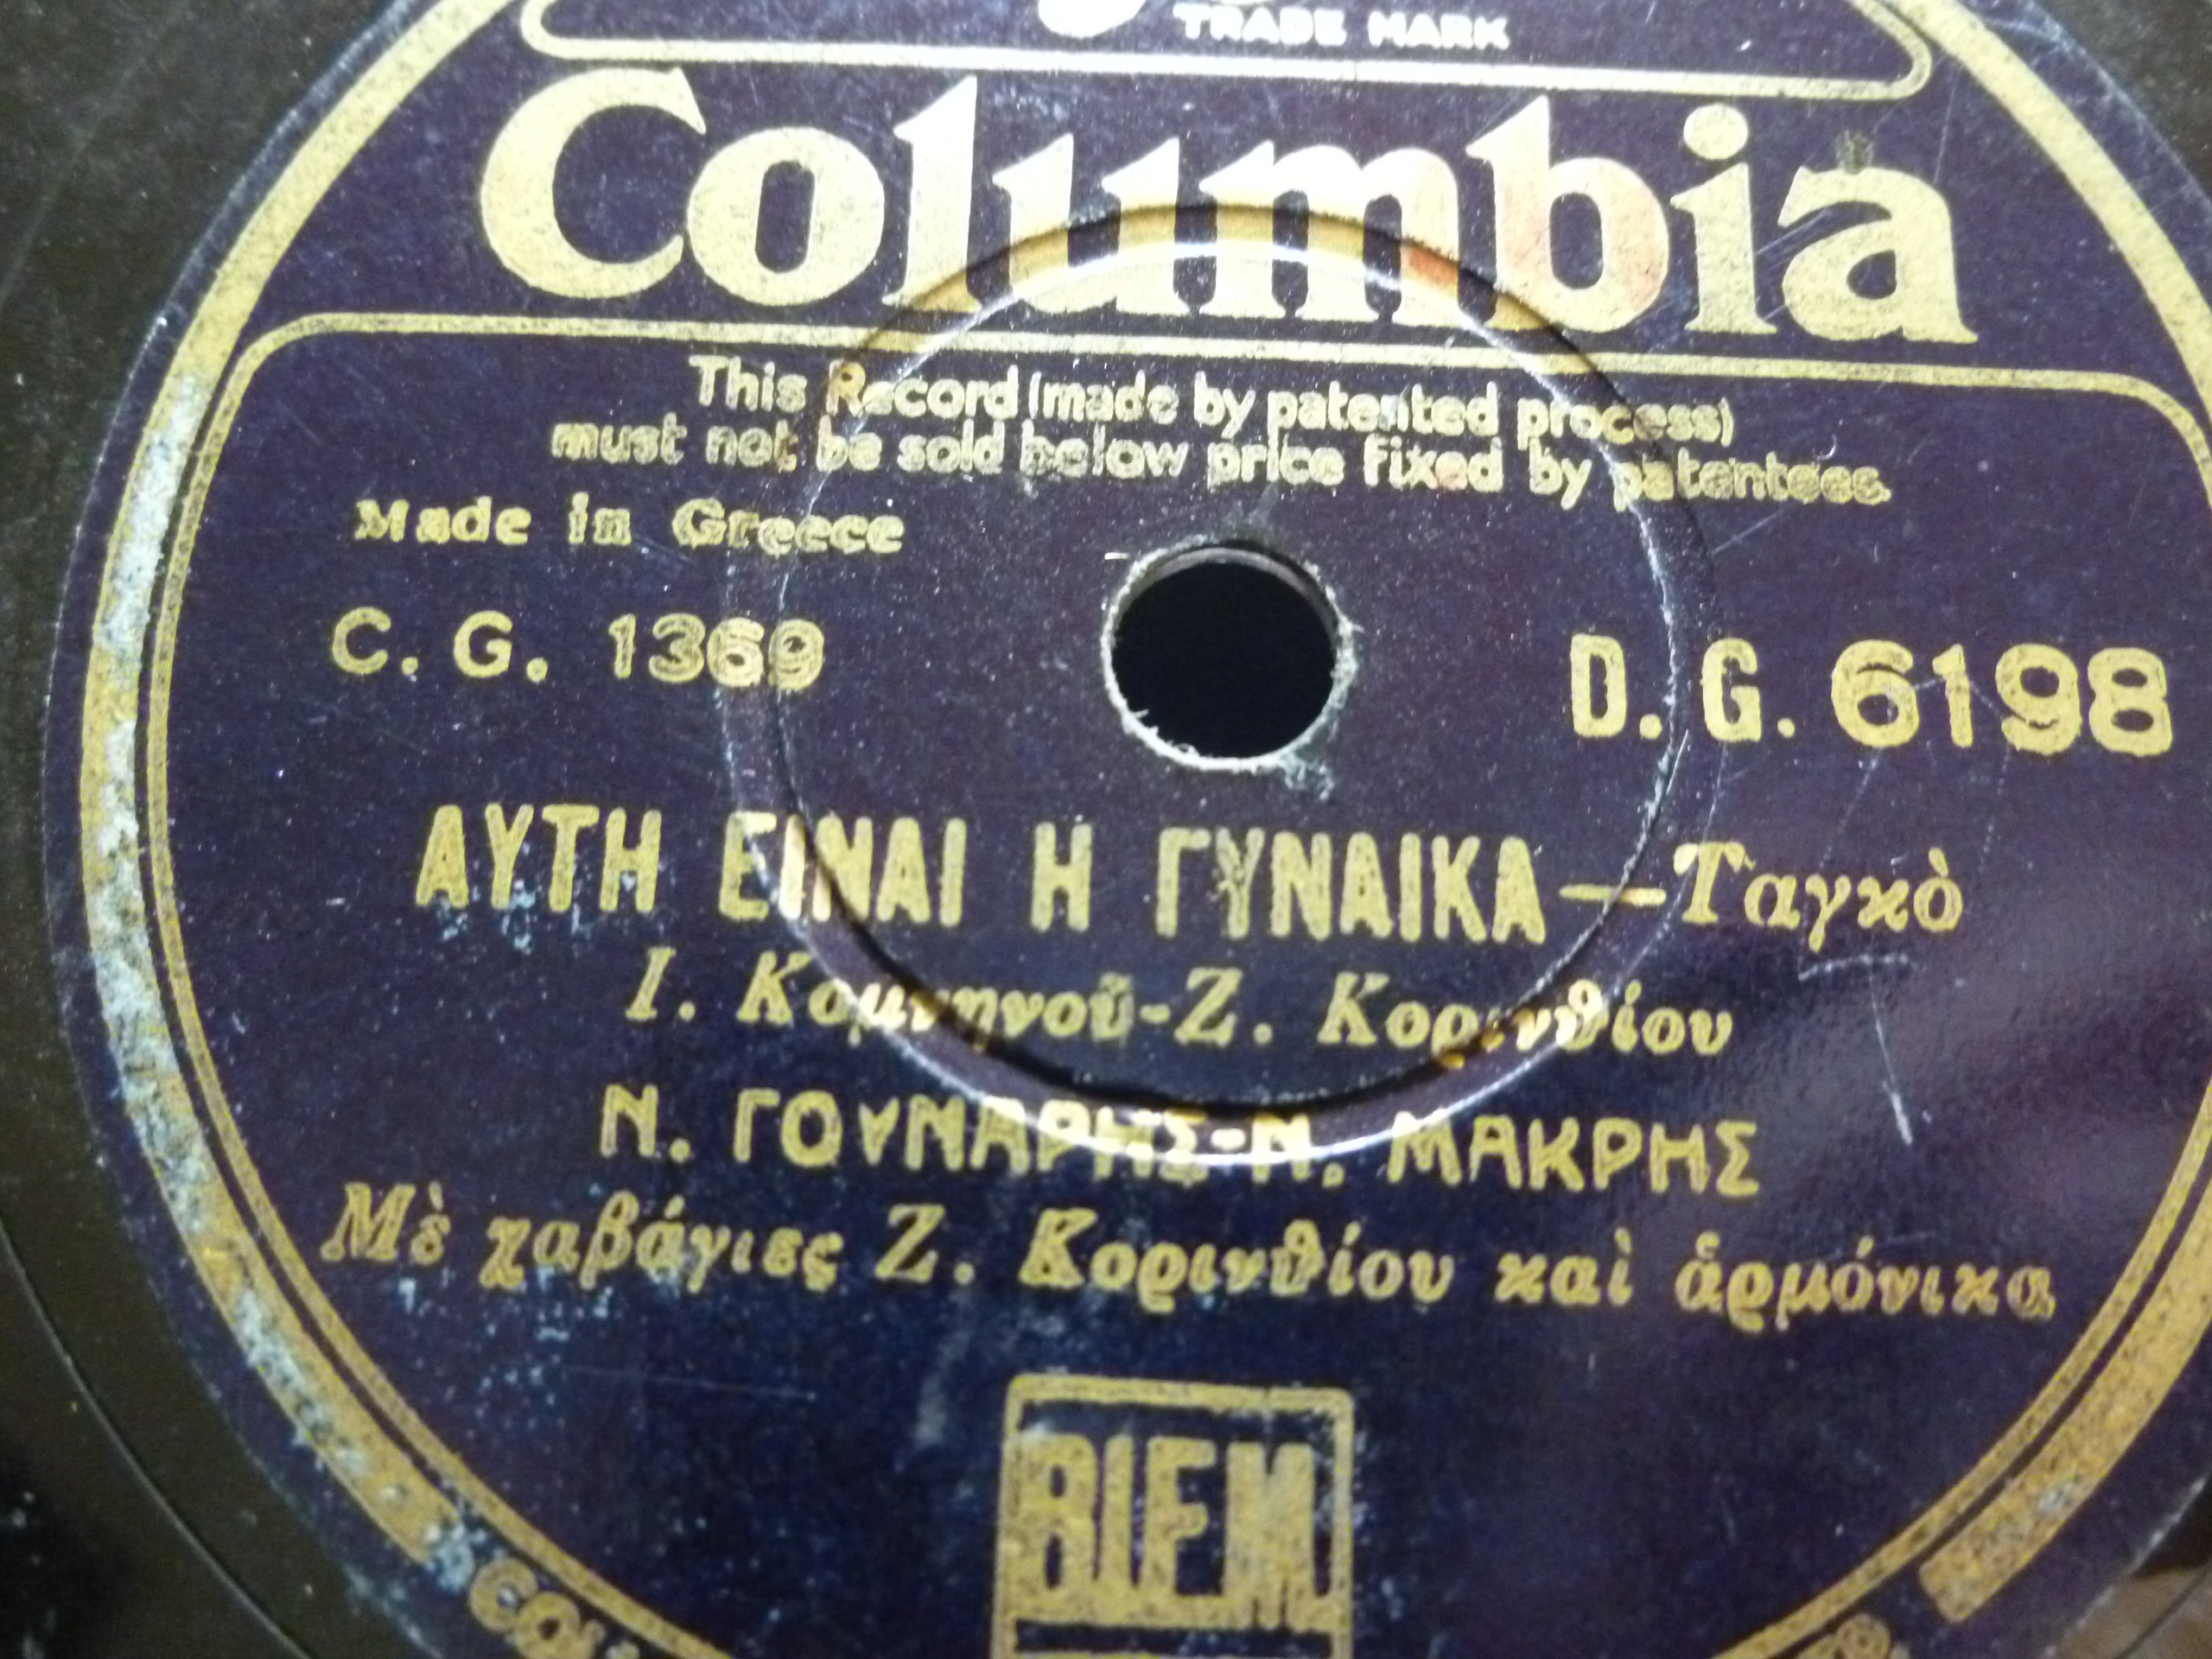 TRADE MARK
Columbia
This Record (made by patented process)
must not be sold below price fixed by patentees.
Made in Greece
C. G. 1369
D. G. 6198
ΑΥΤΗ ΕΙΝΑΙ Η ΓΥΝΑΙΚΑ — Ταγκὸ
Ι. Κομνηνοῦ-Ζ. Κορινθίου
Ν. ΓΟΥΝΑΡΗΣ-Ν. ΜΑΚΡΗΣ
Μὲ χαβάγιες Ζ. Κορινθίου καὶ ἁρμόνικα
BIEM